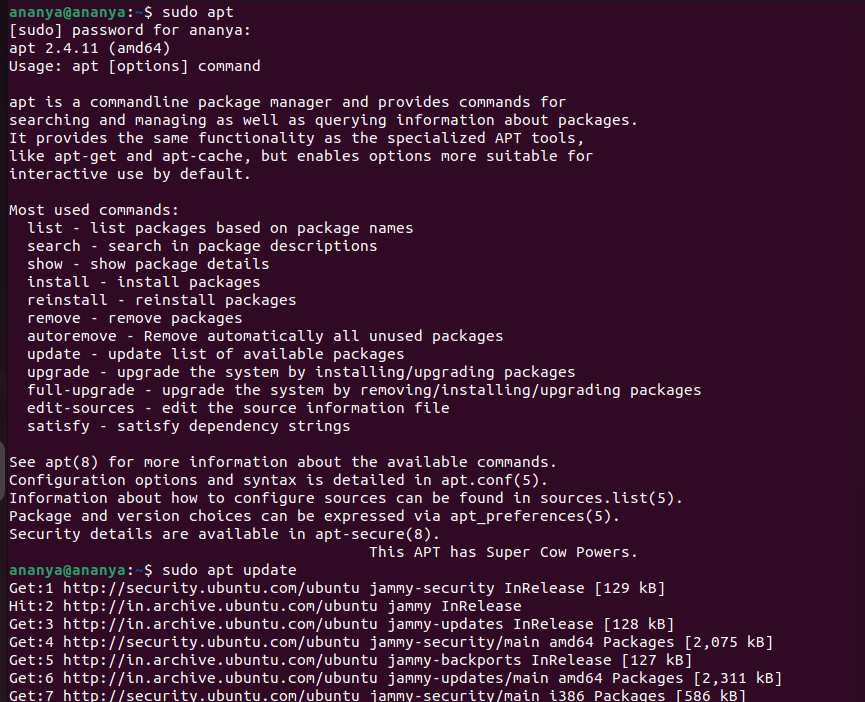 ananya@ananya:~$ sudo apt
[sudo] password for ananya:
apt 2.4.11 (amd64)
Usage: apt [options] command

apt is a commandline package manager and provides commands for
searching and managing as well as querying information about packages.
It provides the same functionality as the specialized APT tools,
like apt-get and apt-cache, but enables options more suitable for
interactive use by default.

Most used commands:
  list - list packages based on package names
  search - search in package descriptions
  show - show package details
  install - install packages
  reinstall - reinstall packages
  remove - remove packages
  autoremove - Remove automatically all unused packages
  update - update list of available packages
  upgrade - upgrade the system by installing/upgrading packages
  full-upgrade - upgrade the system by removing/installing/upgrading packages
  edit-sources - edit the source information file
  satisfy - satisfy dependency strings

See apt(8) for more information about the available commands.
Configuration options and syntax is detailed in apt.conf(5).
Information about how to configure sources can be found in sources.list(5).
Package and version choices can be expressed via apt_preferences(5).
Security details are available in apt-secure(8).
                                        This APT has Super Cow Powers.
ananya@ananya:~$ sudo apt update
Get:1 http://security.ubuntu.com/ubuntu jammy-security InRelease [129 kB]
Hit:2 http://in.archive.ubuntu.com/ubuntu jammy InRelease
Get:3 http://in.archive.ubuntu.com/ubuntu jammy-updates InRelease [128 kB]
Get:4 http://security.ubuntu.com/ubuntu jammy-security/main amd64 Packages [2,075 kB]
Get:5 http://in.archive.ubuntu.com/ubuntu jammy-backports InRelease [127 kB]
Get:6 http://in.archive.ubuntu.com/ubuntu jammy-updates/main amd64 Packages [2,311 kB]
Get:7 http://security.ubuntu.com/ubuntu jammy-security/main i386 Packages [586 kB]